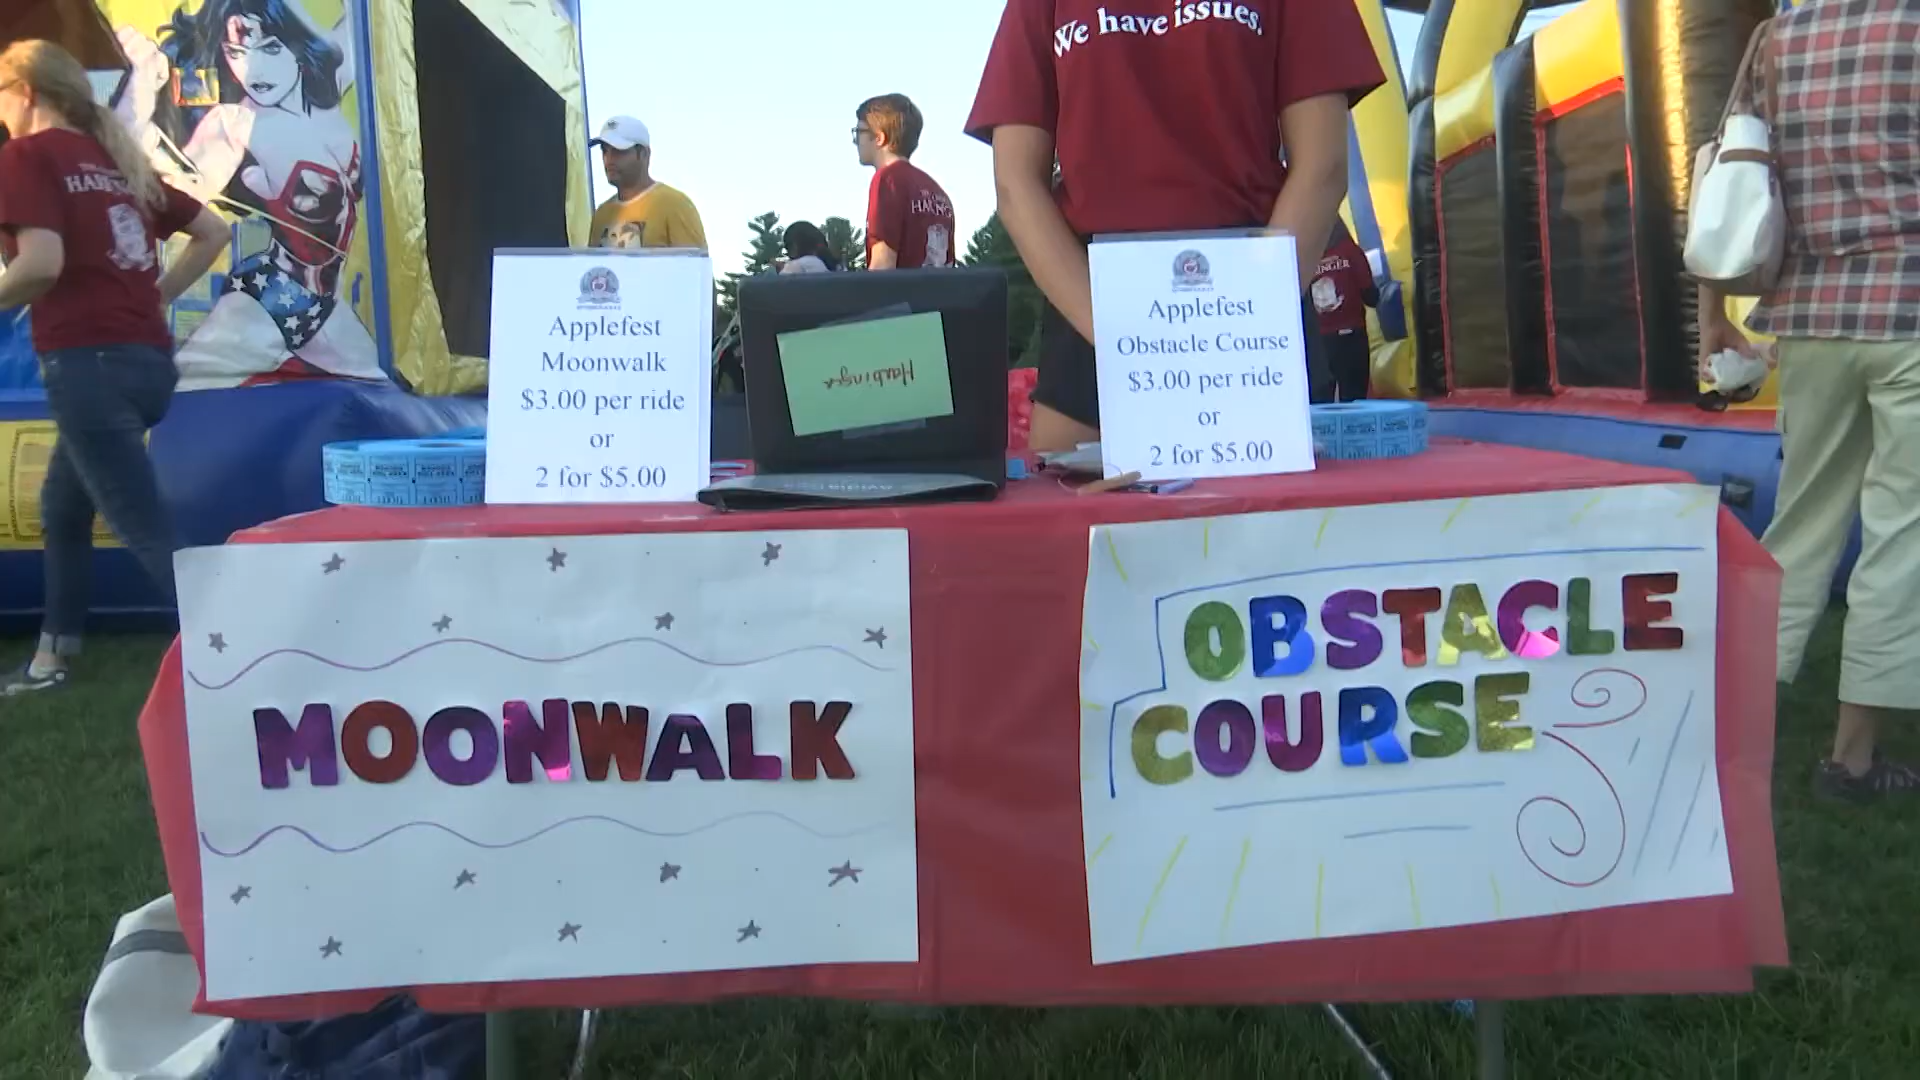 We have issues.
Applefest
Moonwalk
$3.00 per ride
or
2 for $5.00
Harbinger
Applefest
Obstacle Course
$3.00 per ride
or
2 for $5.00
MOONWALK
OBSTACLE
COURSE